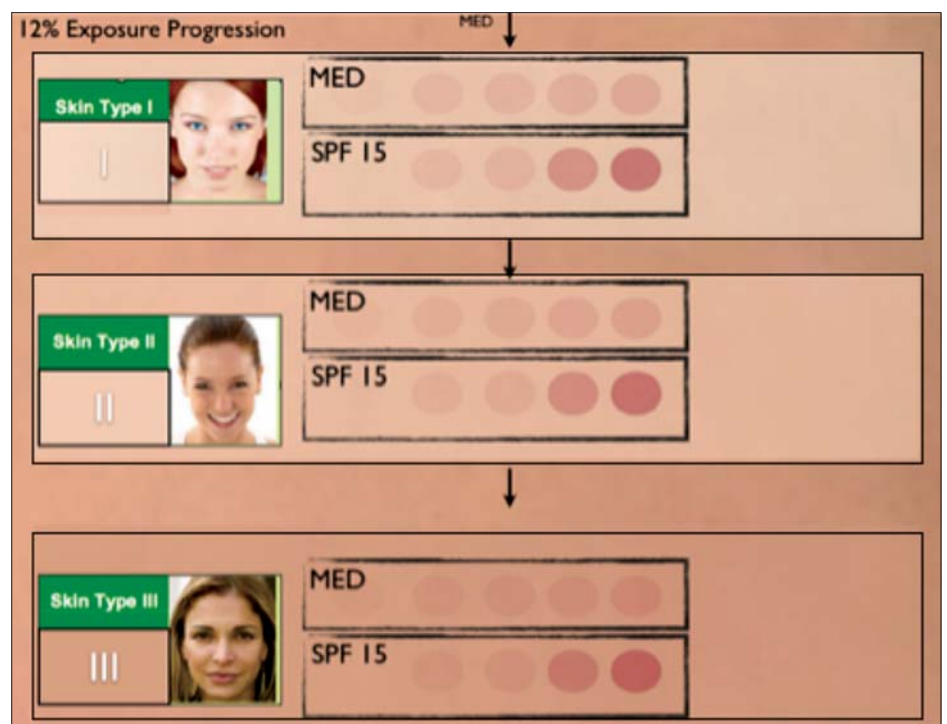 12% Exposure Progression
MED
Skin Type I
I
MED
SPF 15
Skin Type II
II
MED
SPF 15
Skin Type III
III
MED
SPF 15